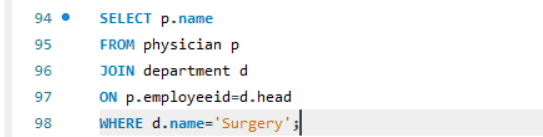 94 SELECT p.name
95 FROM physician p
96 JOIN department d
97 ON p.employeeid=d.head
98 WHERE d.name='Surgery';